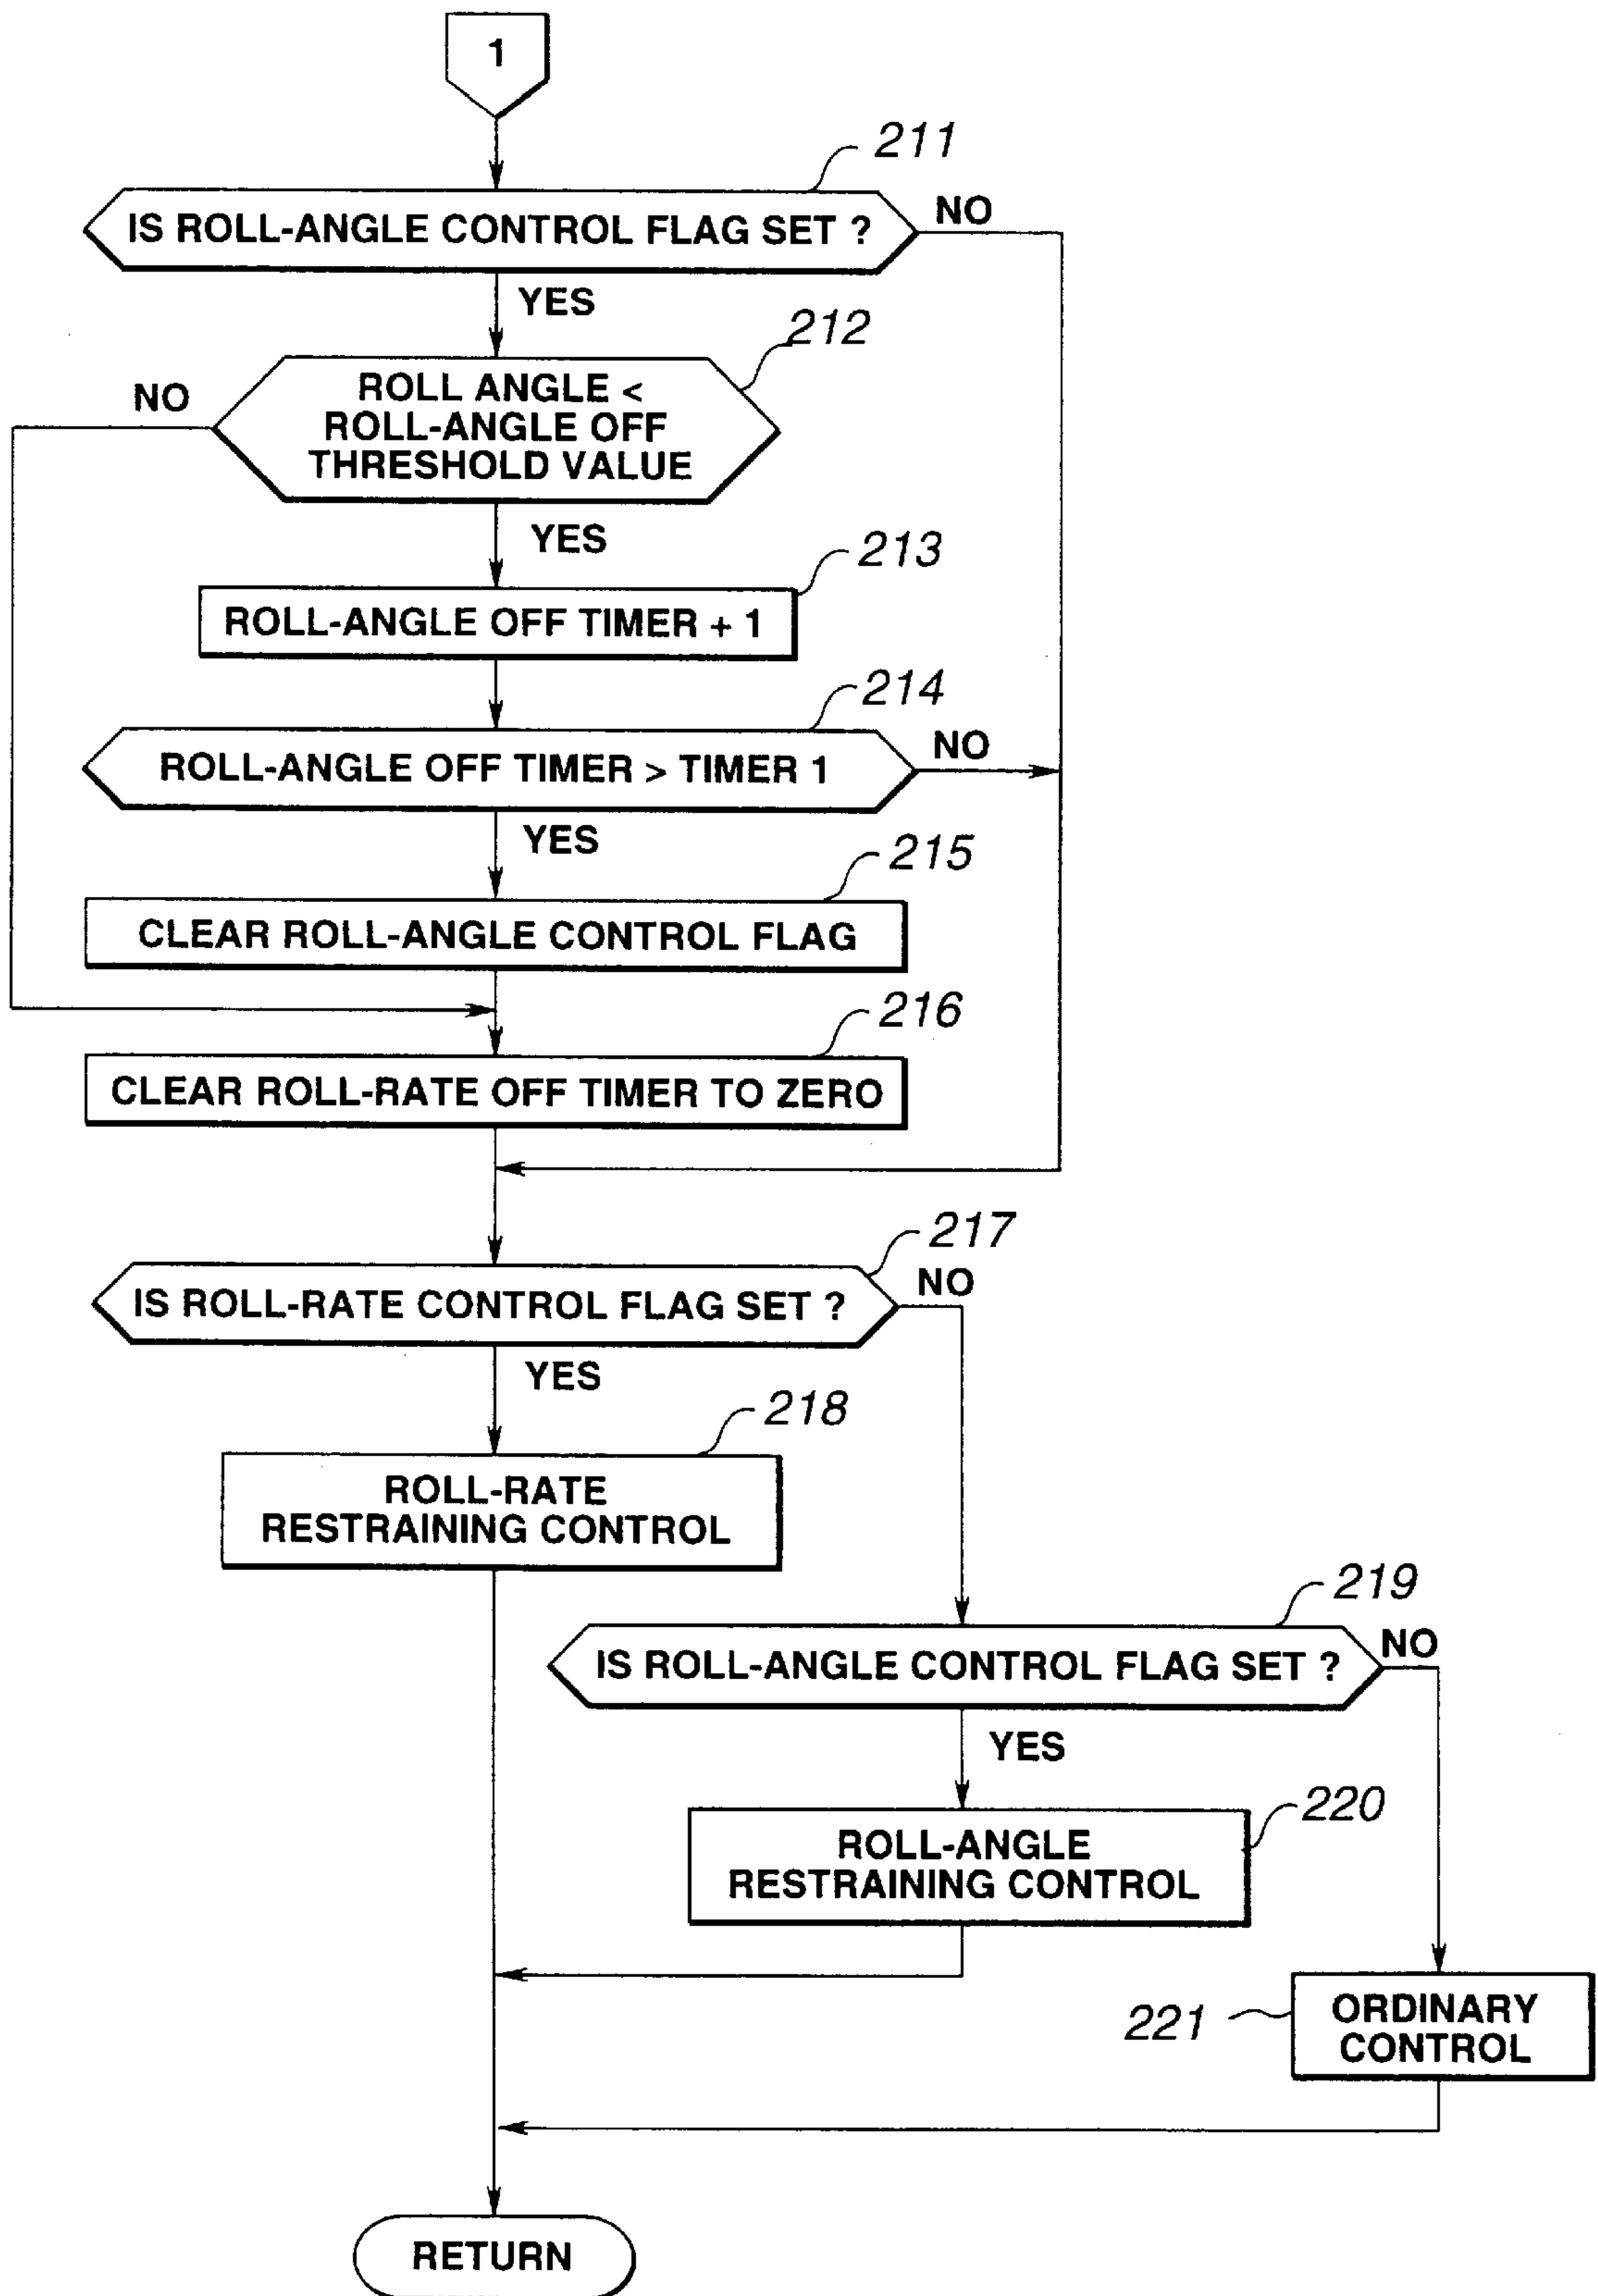 1
211
IS ROLL-ANGLE CONTROL FLAG SET ?
NO
YES
212
NO
ROLL ANGLE <
ROLL-ANGLE OFF
THRESHOLD VALUE
YES
213
ROLL-ANGLE OFF TIMER + 1
214
ROLL-ANGLE OFF TIMER > TIMER 1
NO
YES
215
CLEAR ROLL-ANGLE CONTROL FLAG
216
CLEAR ROLL-RATE OFF TIMER TO ZERO
217
IS ROLL-RATE CONTROL FLAG SET ?
NO
YES
218
ROLL-RATE
RESTRAINING CONTROL
219
IS ROLL-ANGLE CONTROL FLAG SET ?
NO
YES
220
ROLL-ANGLE
RESTRAINING CONTROL
221
ORDINARY
CONTROL
RETURN